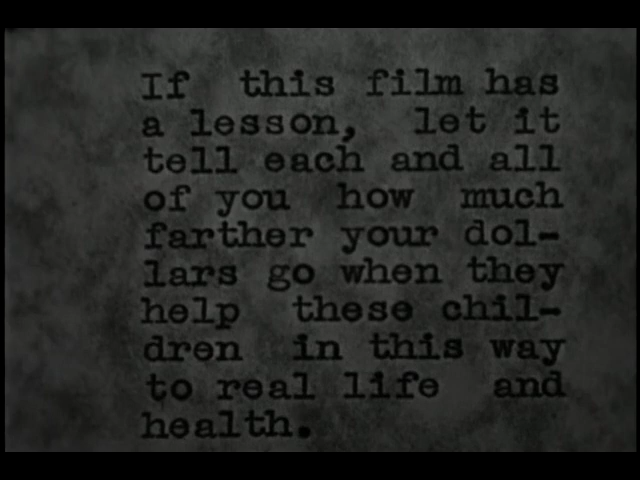 If this film has
a lesson, let it
tell each and all
of you how much
farther your dol-
lars go when they
help these chil-
dren in this way
to real life and
health.